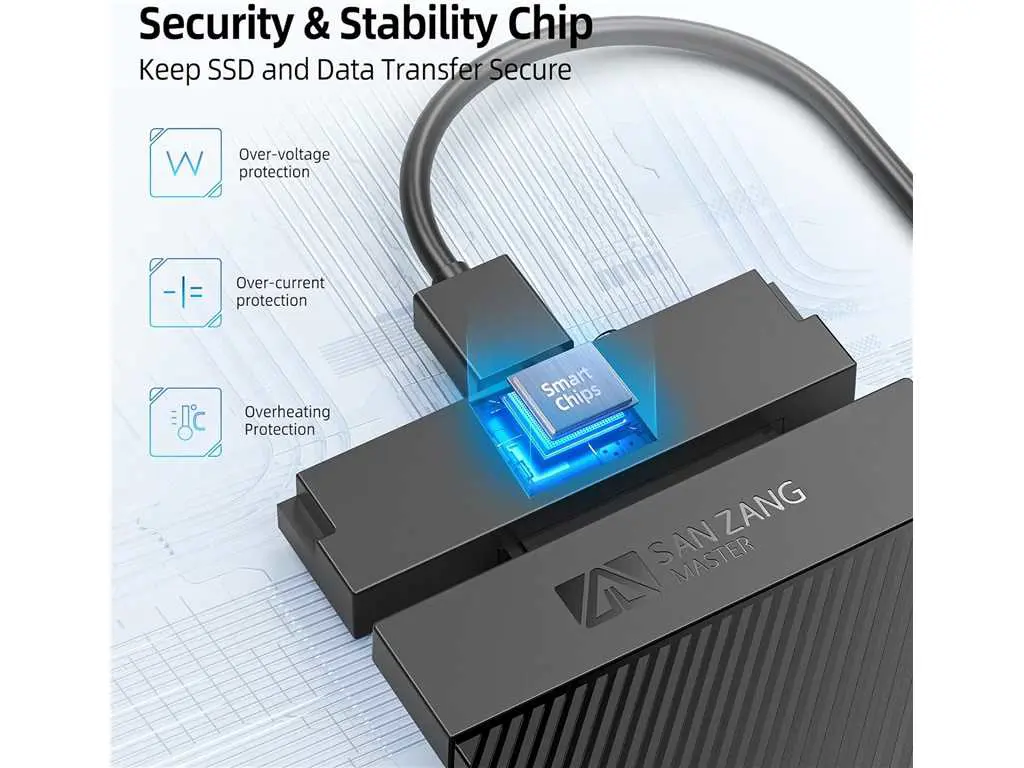 Security & Stability Chip
Keep SSD and Data Transfer Secure
Over-voltage
protection
Over-current
protection
Smart
Chips
Overheating
Protection
SAN ZANG
MASTER